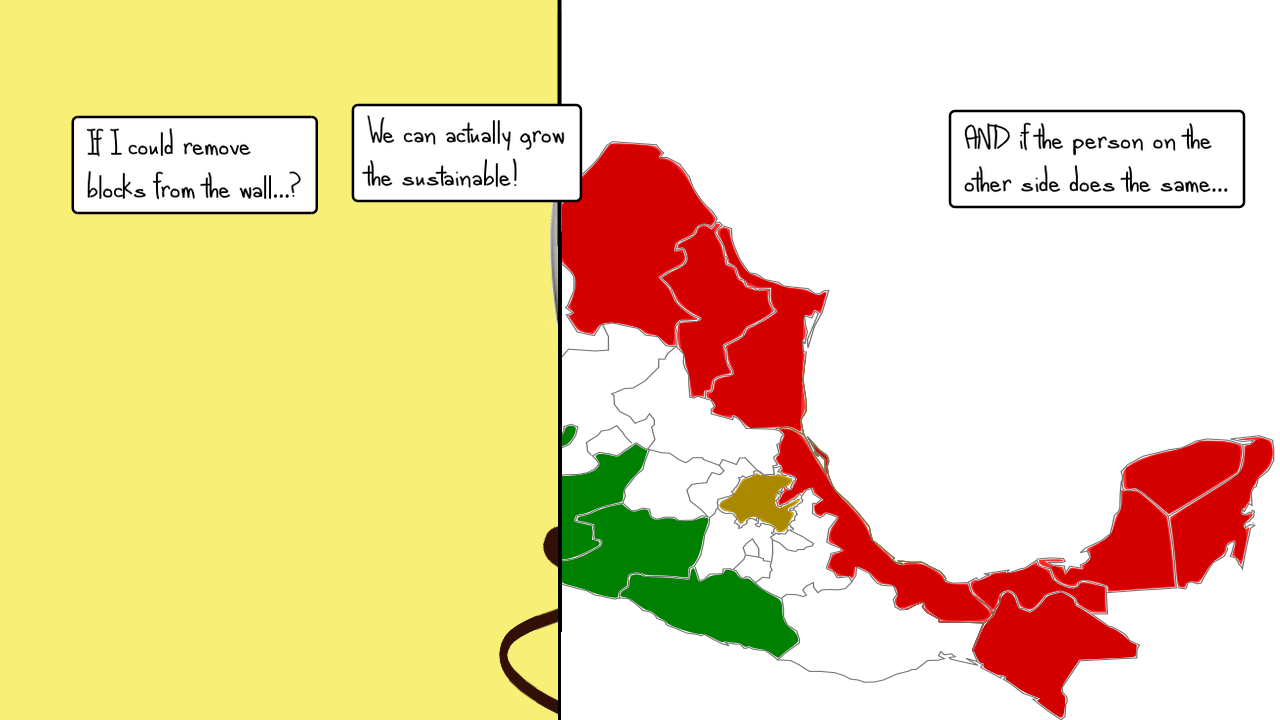 If I could remove
blocks from the wall...?
We can actually grow
the sustainable!
AND if the person on the
other side does the same...